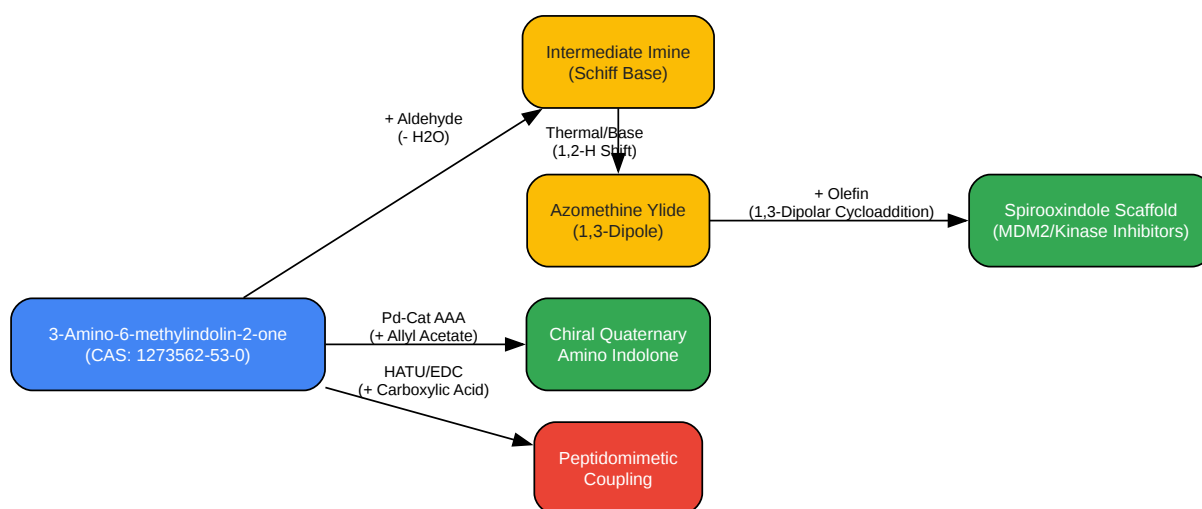 Intermediate Imine
(Schiff Base)
+ Aldehyde
(- H2O)
Thermal/Base
(1,2-H Shift)
Azomethine Ylide
(1,3-Dipole)
+ Olefin
(1,3-Dipolar Cycloaddition)
Spirooxindole Scaffold
(MDM2/Kinase Inhibitors)
3-Amino-6-methylindolin-2-one
(CAS: 1273562-53-0)
Pd-Cat AAA
(+ Allyl Acetate)
Chiral Quaternary
Amino Indolone
HATU/EDC
(+ Carboxylic Acid)
Peptidomimetic
Coupling